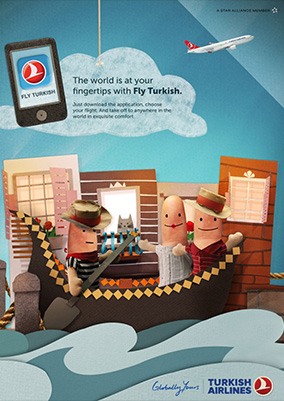 A STAR ALLIANCE MEMBER
FLY TURKISH
The world is at your
fingertips with Fly Turkish.
Just download the application, choose
your flight. And take off to anywhere in the
world in exquisite comfort.
Globally Yours
TURKISH
AIRLINES